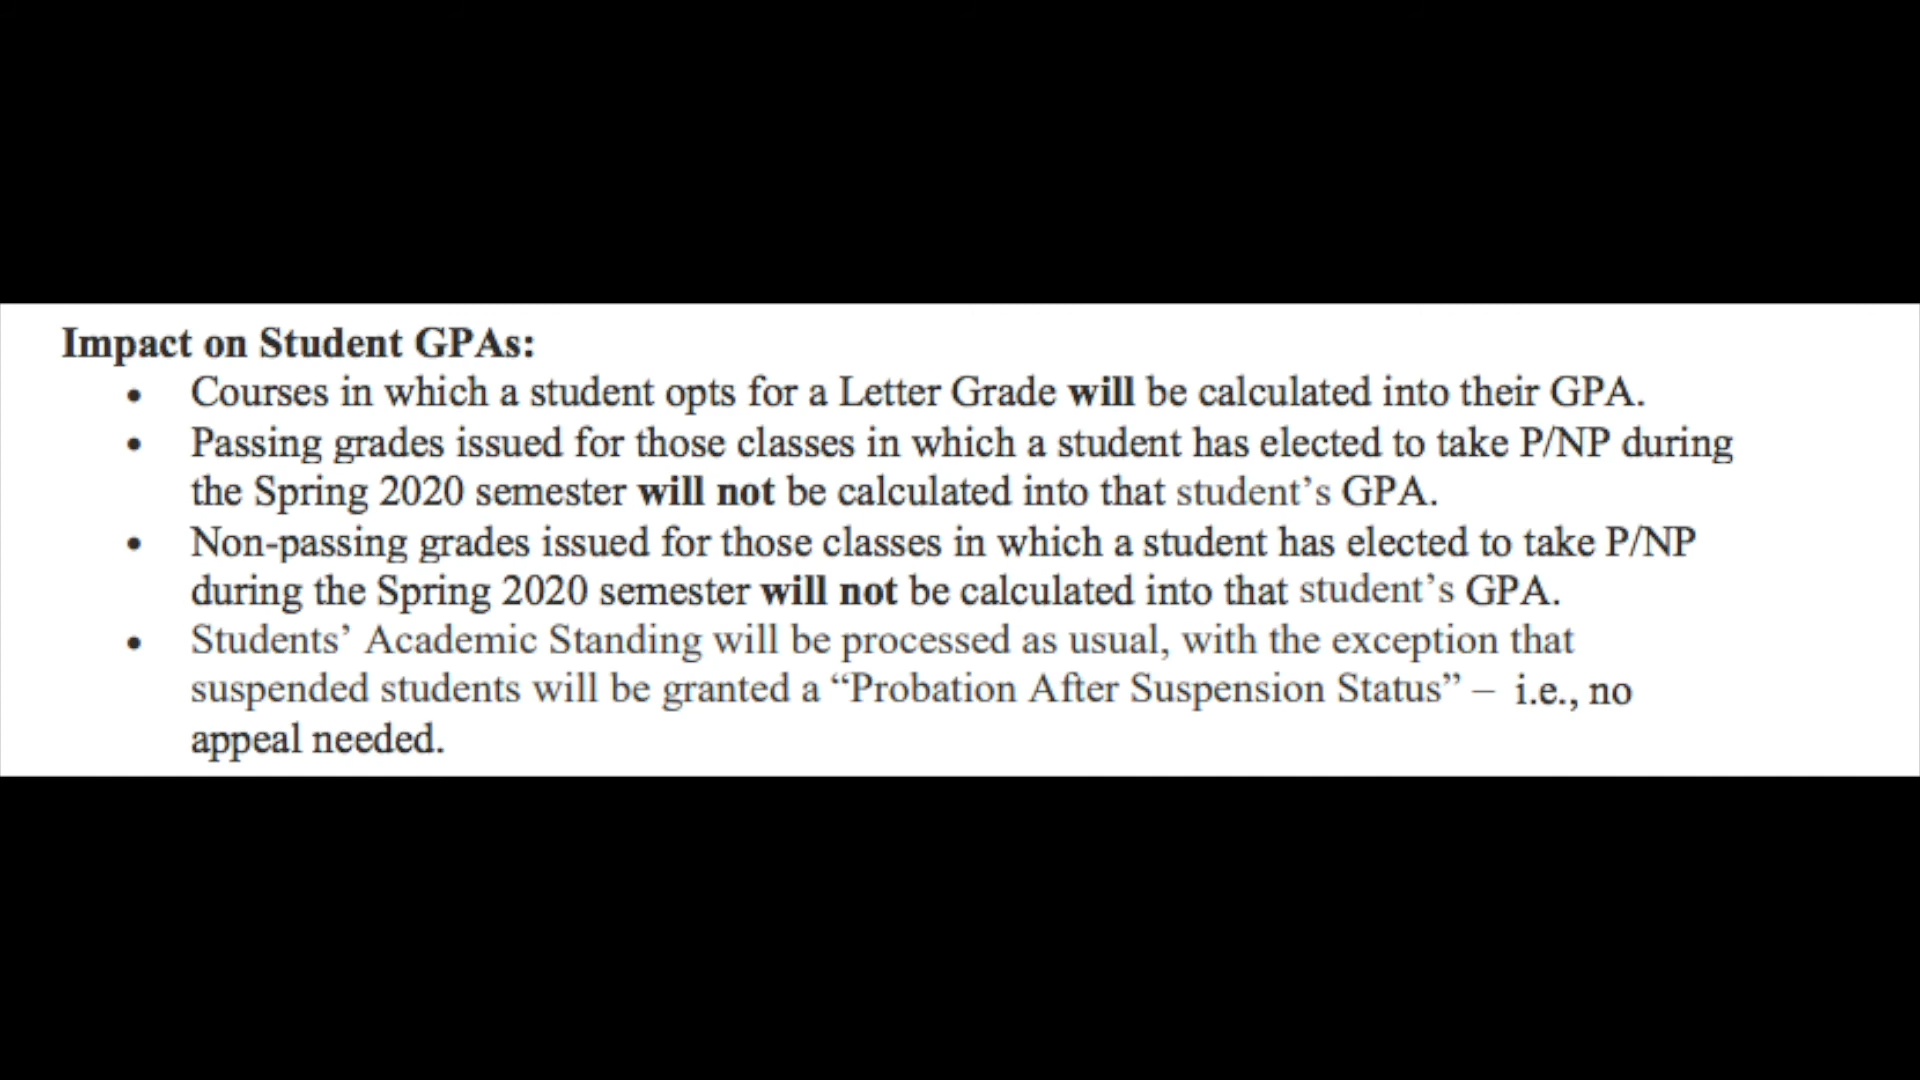 Impact on Student GPAs:
• Courses in which a student opts for a Letter Grade will be calculated into their GPA.
• Passing grades issued for those classes in which a student has elected to take P/NP during
the Spring 2020 semester will not be calculated into that student’s GPA.
• Non-passing grades issued for those classes in which a student has elected to take P/NP
during the Spring 2020 semester will not be calculated into that student’s GPA.
• Students’ Academic Standing will be processed as usual, with the exception that
suspended students will be granted a “Probation After Suspension Status” – i.e., no
appeal needed.